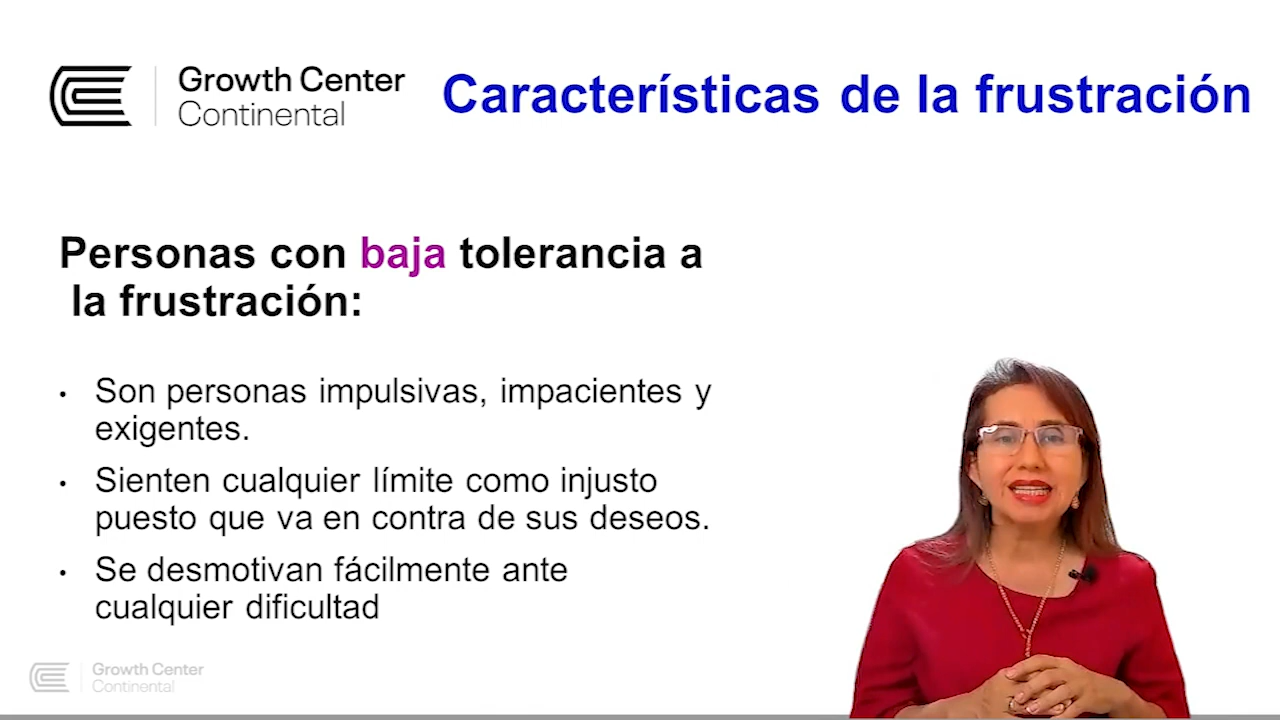 Growth Center
Continental
Características de la frustración
Personas con baja tolerancia a
la frustración:
• Son personas impulsivas, impacientes y
exigentes.
• Sienten cualquier límite como injusto
puesto que va en contra de sus deseos.
• Se desmotivan fácilmente ante
cualquier dificultad
Growth Center
Continental